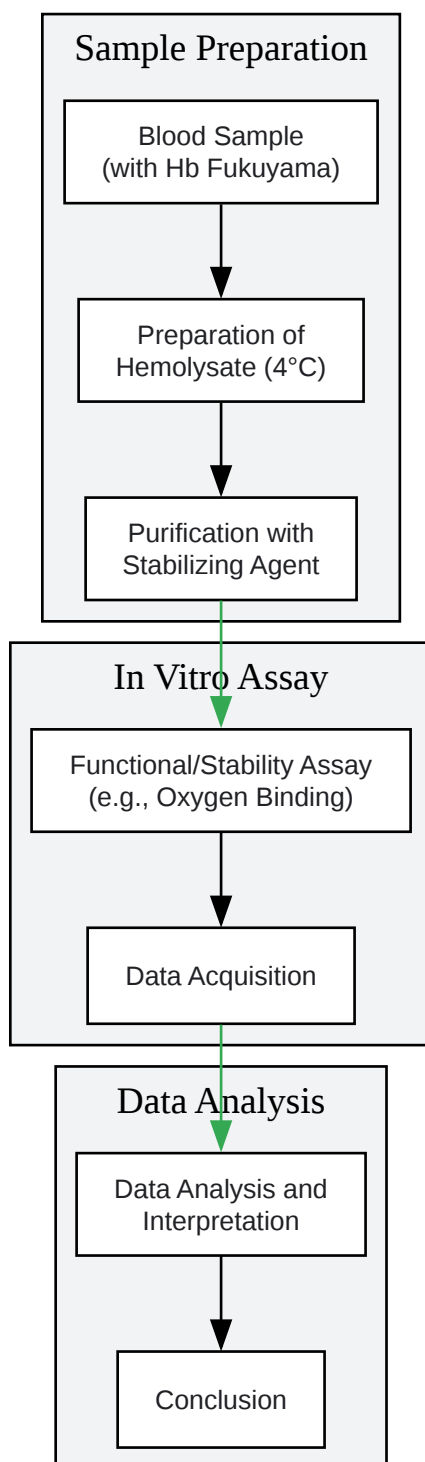 Sample Preparation
Blood Sample
(with Hb Fukuyama)
Preparation of
Hemolysate (4°C)
Purification with
Stabilizing Agent
In Vitro Assay
Functional/Stability Assay
(e.g., Oxygen Binding)
Data Acquisition
Data Analysis
Data Analysis and
Interpretation
Conclusion